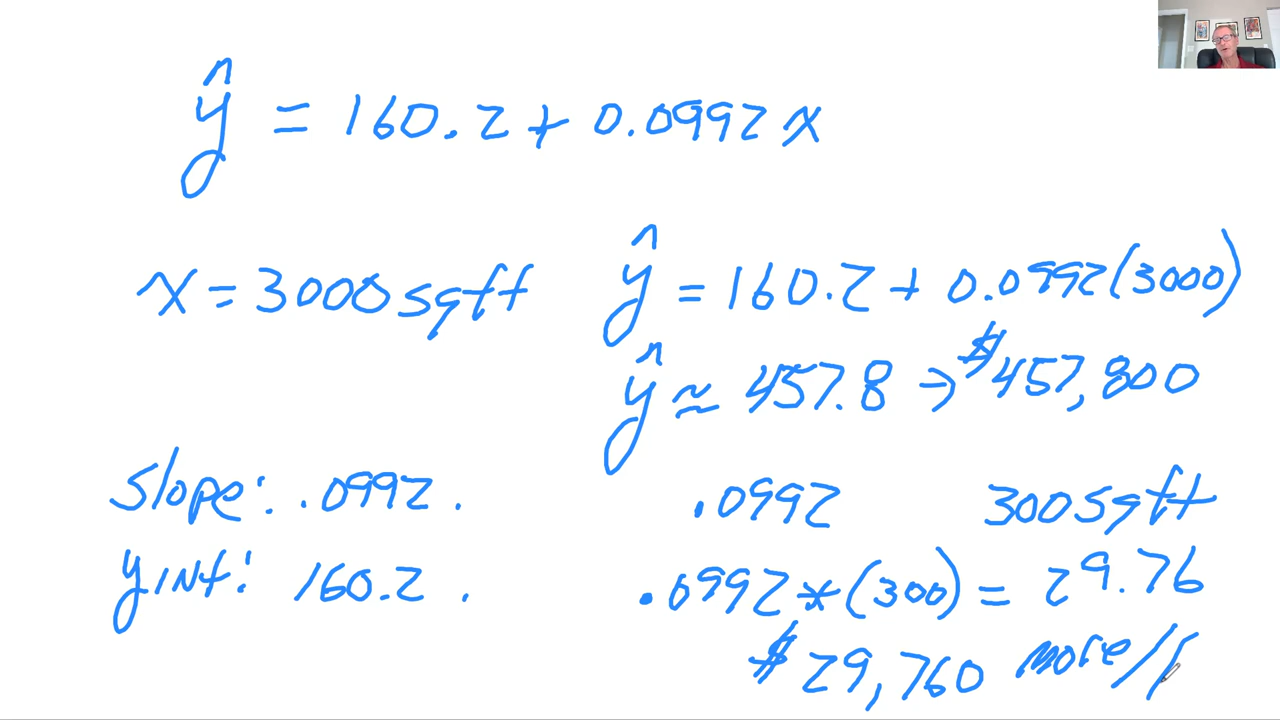 ŷ = 160.2 + 0.0992x
x = 3000 sqft
ŷ = 160.2 + 0.0992(3000)
ŷ ≈ 457.8 → $457,800
slope: .0992 .
y int: 160.2 .
.0992 300 sqft
.0992 * (300) = 29.76
$29,760 more/